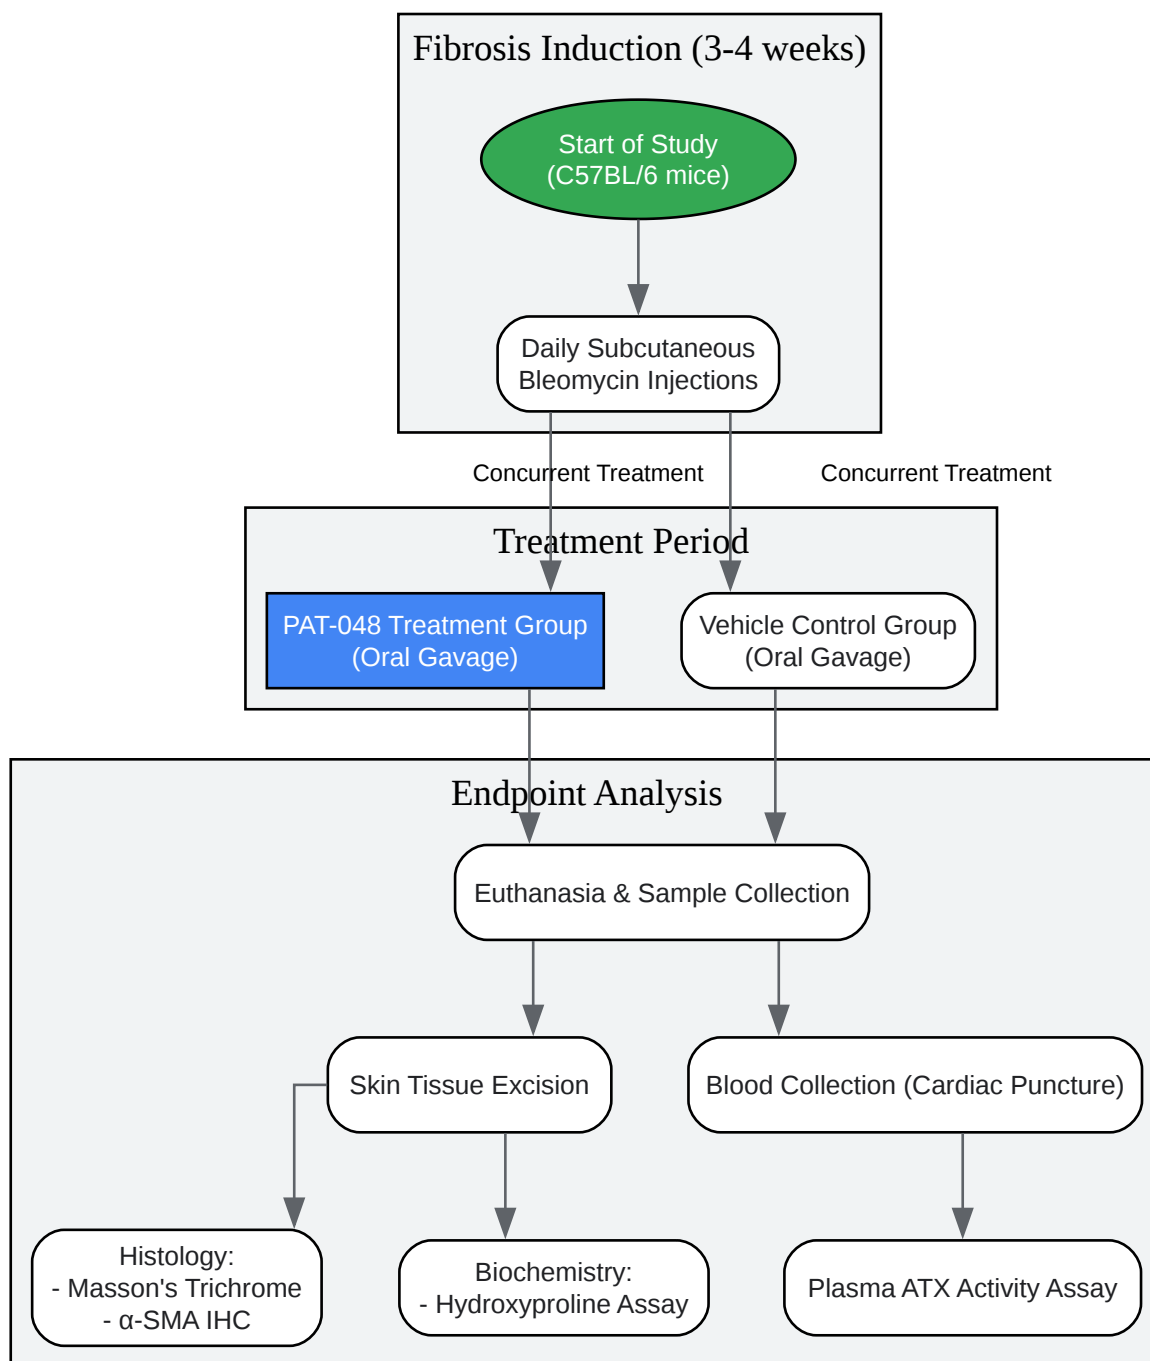 Fibrosis Induction (3-4 weeks)
Start of Study
(C57BL/6 mice)
Daily Subcutaneous
Bleomycin Injections
Concurrent Treatment
Concurrent Treatment
Treatment Period
PAT-048 Treatment Group
(Oral Gavage)
Vehicle Control Group
(Oral Gavage)
Endpoint Analysis
Euthanasia & Sample Collection
Skin Tissue Excision
Blood Collection (Cardiac Puncture)
Histology:
- Masson's Trichrome
- α-SMA IHC
Biochemistry:
- Hydroxyproline Assay
Plasma ATX Activity Assay